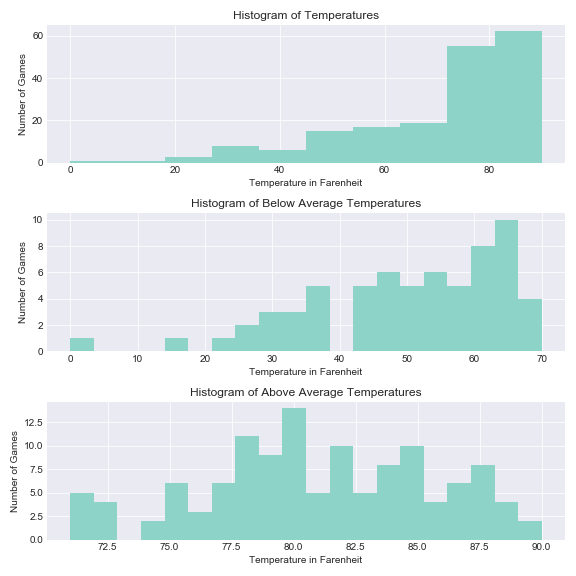 Histogram of Temperatures
Number of Games
60
40
20
0
0 20 40 60 80
Temperature in Farenheit
Histogram of Below Average Temperatures
Number of Games
10
8
6
4
2
0
0 10 20 30 40 50 60 70
Temperature in Farenheit
Histogram of Above Average Temperatures
Number of Games
12.5
10.0
7.5
5.0
2.5
0.0
72.5 75.0 77.5 80.0 82.5 85.0 87.5 90.0
Temperature in Farenheit